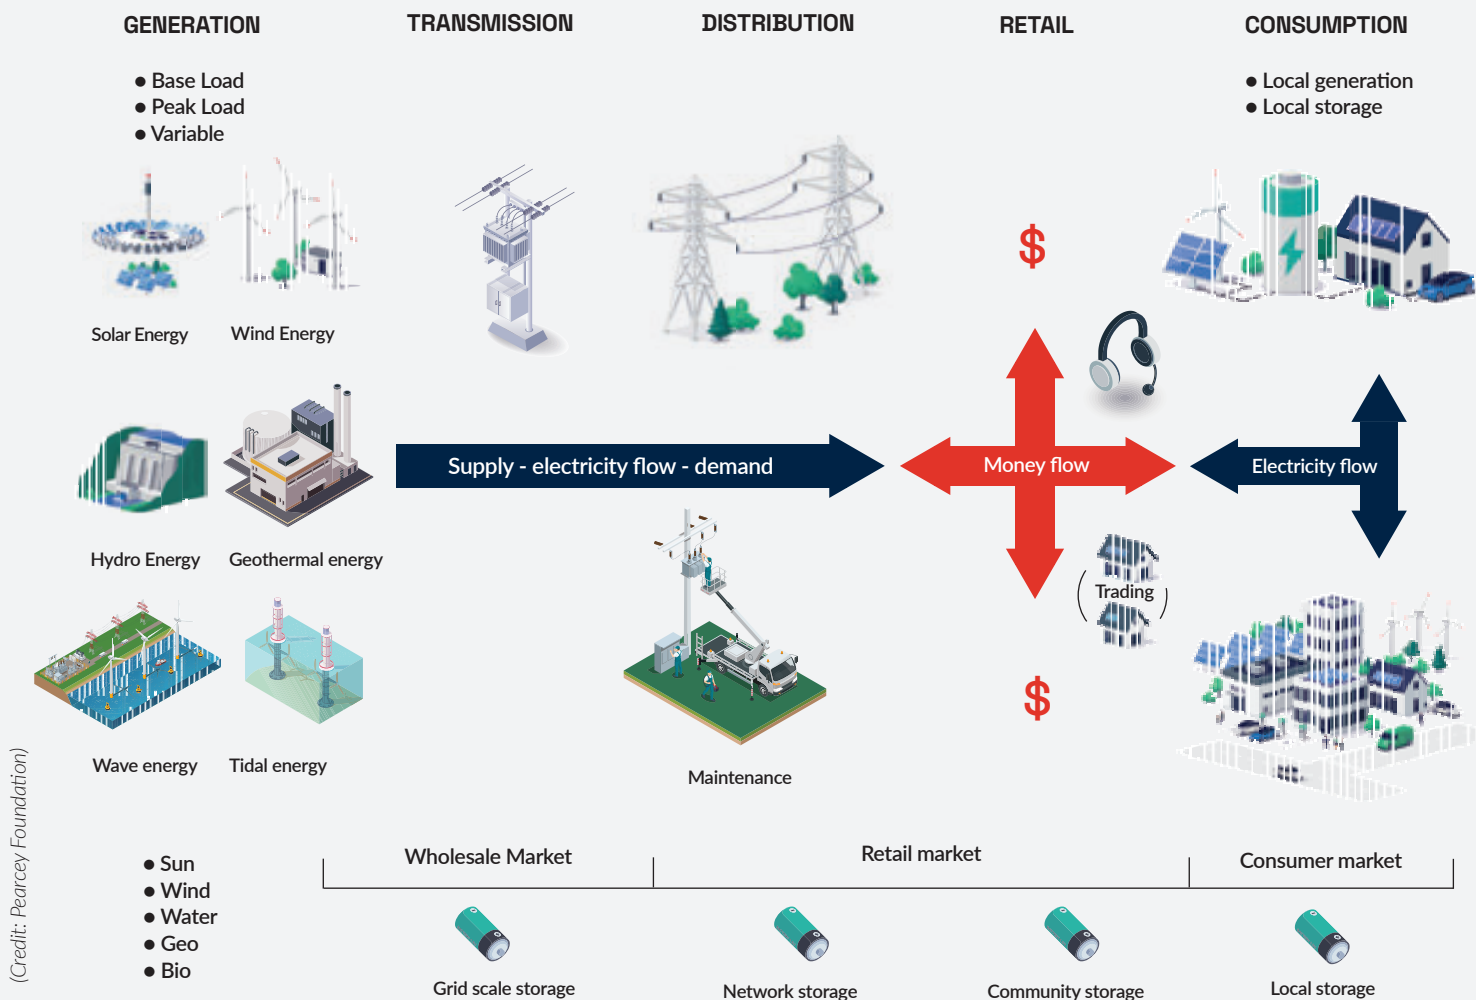 GENERATION
TRANSMISSION
DISTRIBUTION
RETAIL
CONSUMPTION
● Base Load
● Peak Load
● Variable
● Local generation
● Local storage
$
Solar Energy
Wind Energy
Supply - electricity flow - demand
Money flow
Electricity flow
Hydro Energy
Geothermal energy
Trading
$
Wave energy
Tidal energy
Maintenance
(Credit: Pearcey Foundation)
● Sun
● Wind
● Water
● Geo
● Bio
Wholesale Market
Retail market
Consumer market
Grid scale storage
Network storage
Community storage
Local storage